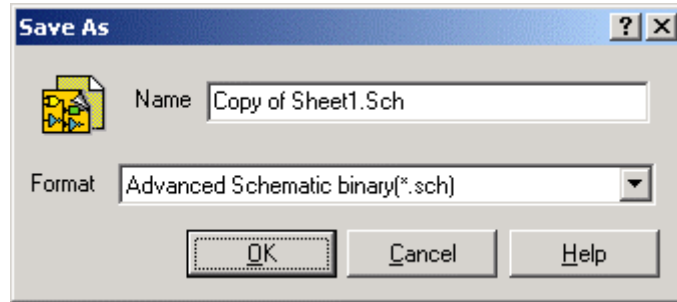 Save As
Name Copy of Sheet1.Sch
Format Advanced Schematic binary(*.sch)
OK Cancel Help